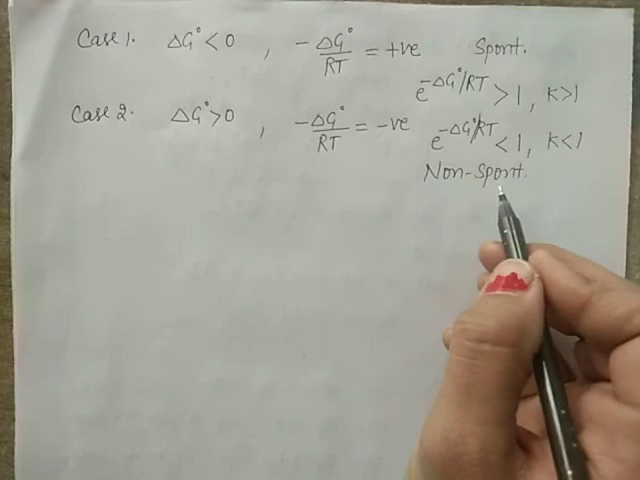 Case 1. ΔG° < 0 , -ΔG°/RT = +ve Spont.
e^-ΔG°/RT > 1, K>1
Case 2. ΔG° > 0 , -ΔG°/RT = -ve e^-ΔG°/RT < 1, K<1
Non-Spont.